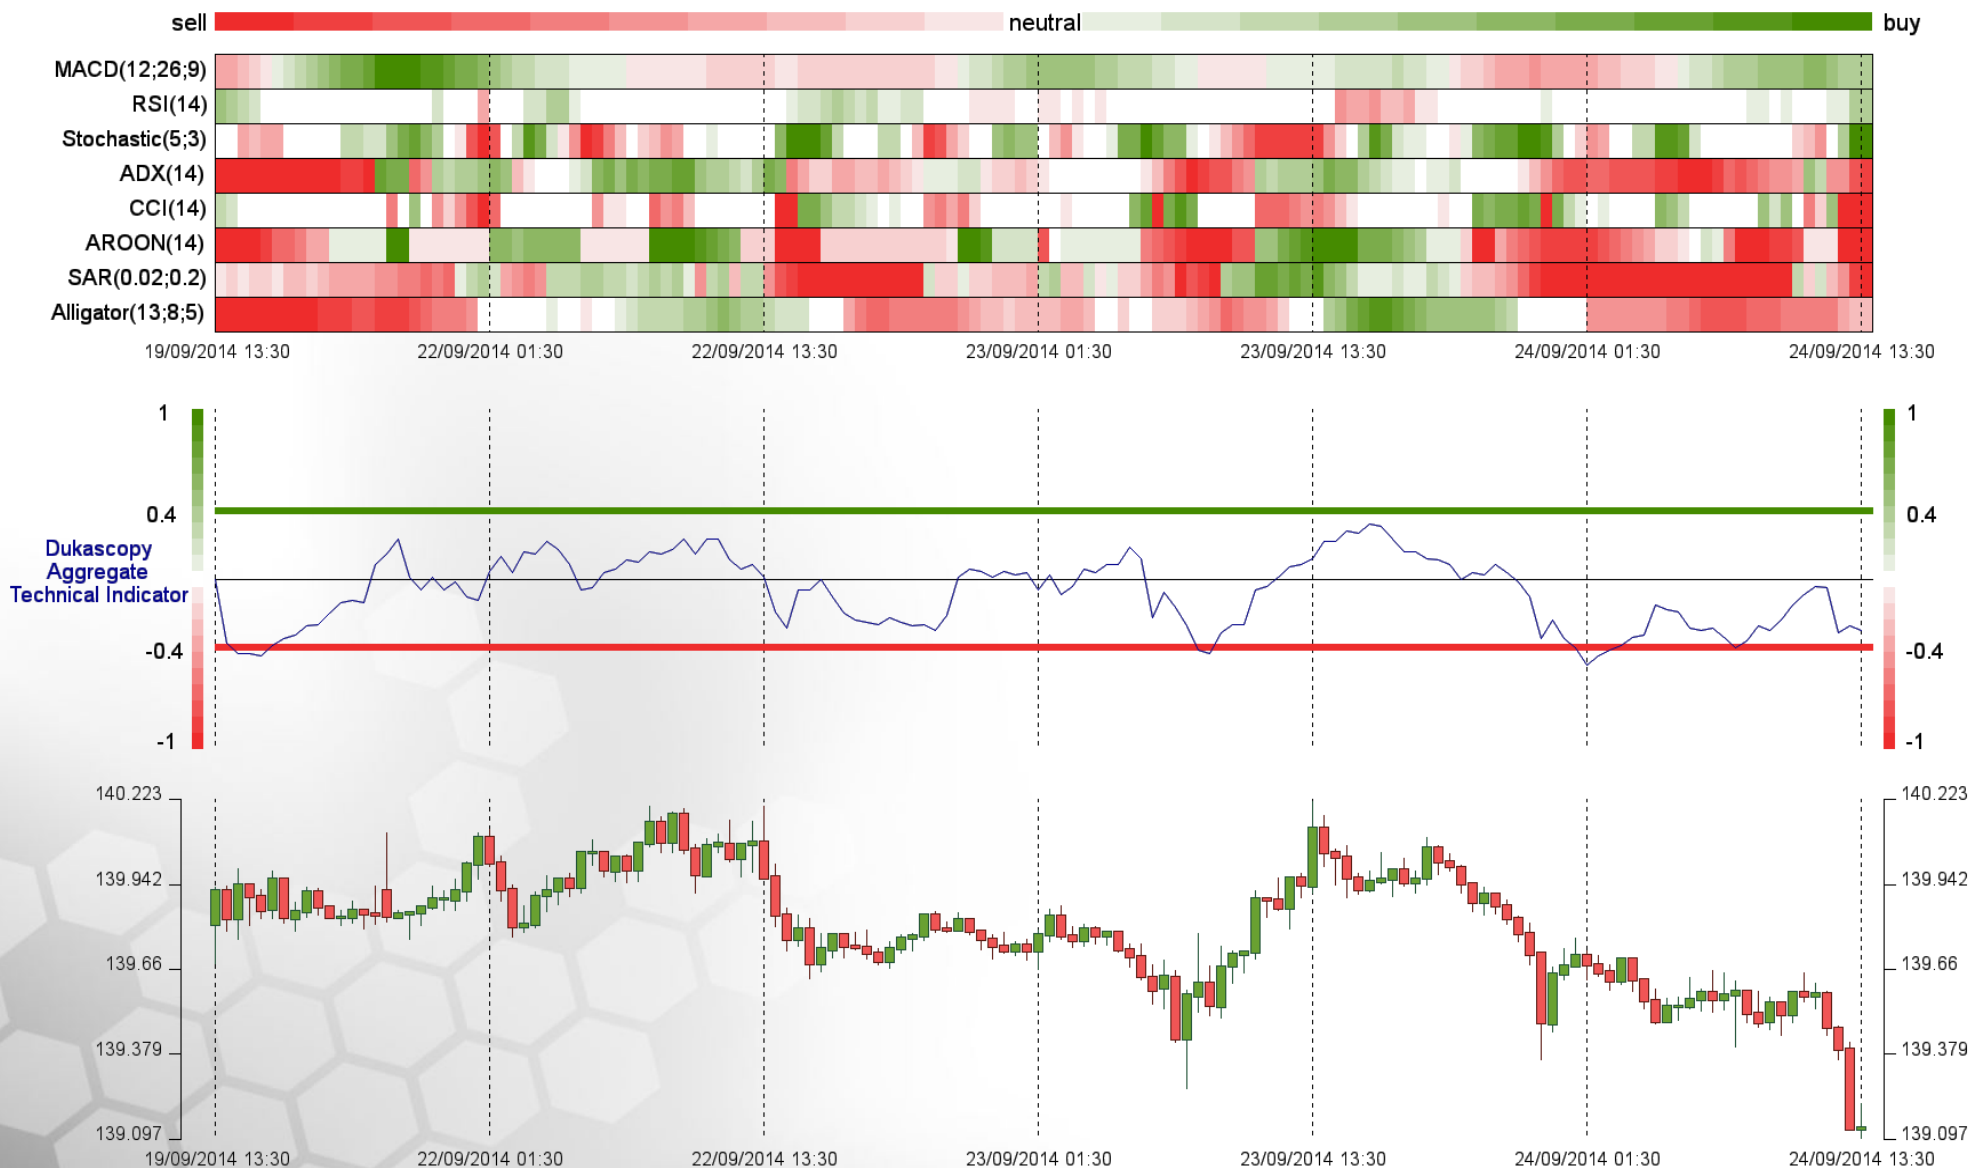 sell neutral buy
MACD(12;26;9)
RSI(14)
Stochastic(5;3)
ADX(14)
CCI(14)
AROON(14)
SAR(0.02;0.2)
Alligator(13;8;5)
19/09/2014 13:30 22/09/2014 01:30 22/09/2014 13:30 23/09/2014 01:30 23/09/2014 13:30 24/09/2014 01:30 24/09/2014 13:30
1 1
0.4 0.4
Dukascopy
Aggregate
Technical Indicator
-0.4 -0.4
-1 -1
140.223 140.223
139.942 139.942
139.66 139.66
139.379 139.379
139.097 139.097
19/09/2014 13:30 22/09/2014 01:30 22/09/2014 13:30 23/09/2014 01:30 23/09/2014 13:30 24/09/2014 01:30 24/09/2014 13:30